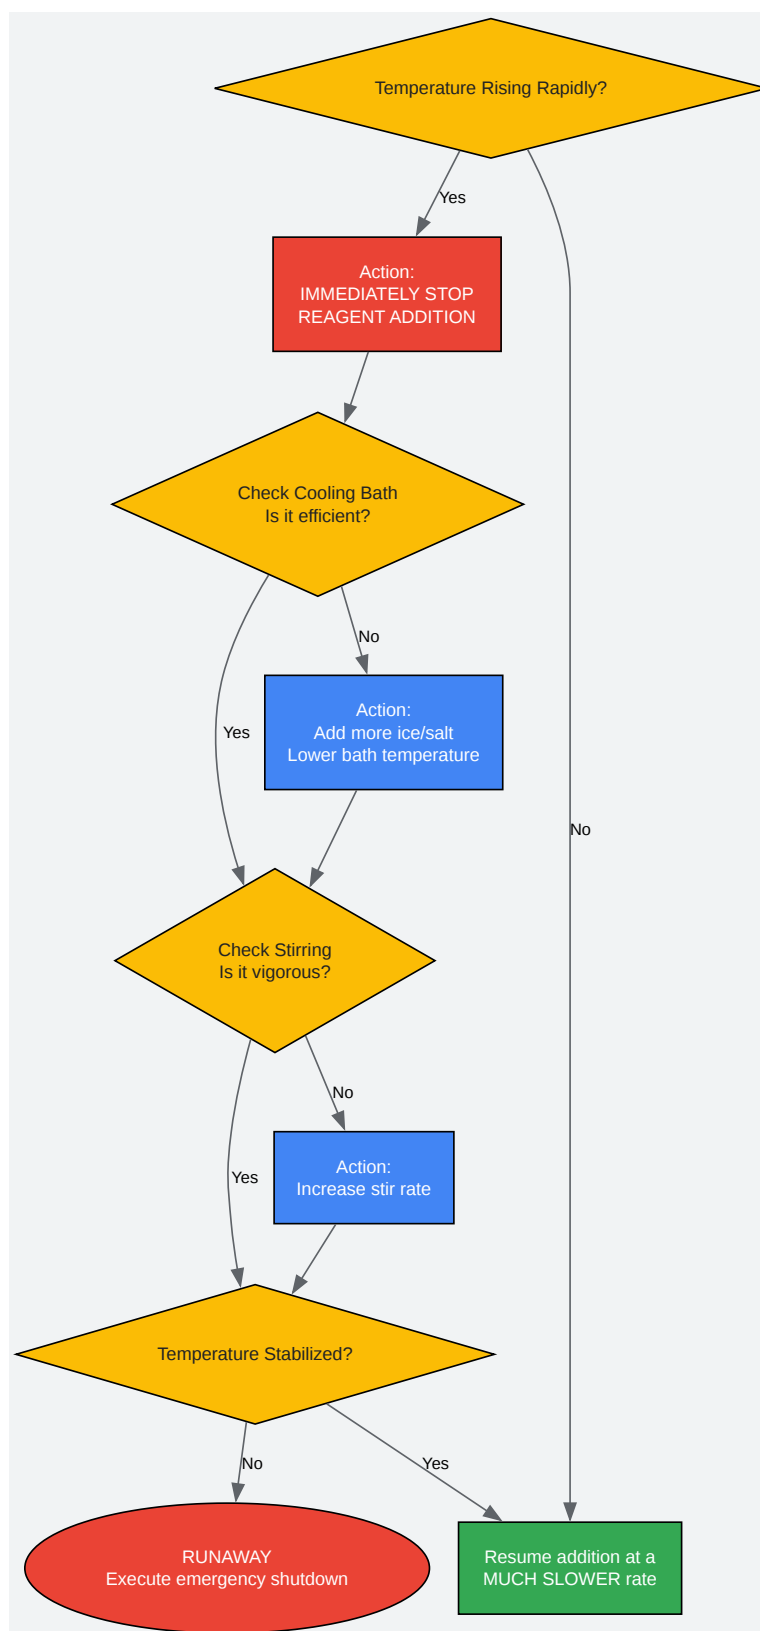 Temperature Rising Rapidly?
Yes
Action:
IMMEDIATELY STOP
REAGENT ADDITION
Check Cooling Bath
Is it efficient?
No
Action:
Add more ice/salt
Lower bath temperature
Yes
No
Check Stirring
Is it vigorous?
No
Action:
Increase stir rate
Yes
Temperature Stabilized?
No
Yes
RUNAWAY
Execute emergency shutdown
Resume addition at a
MUCH SLOWER rate